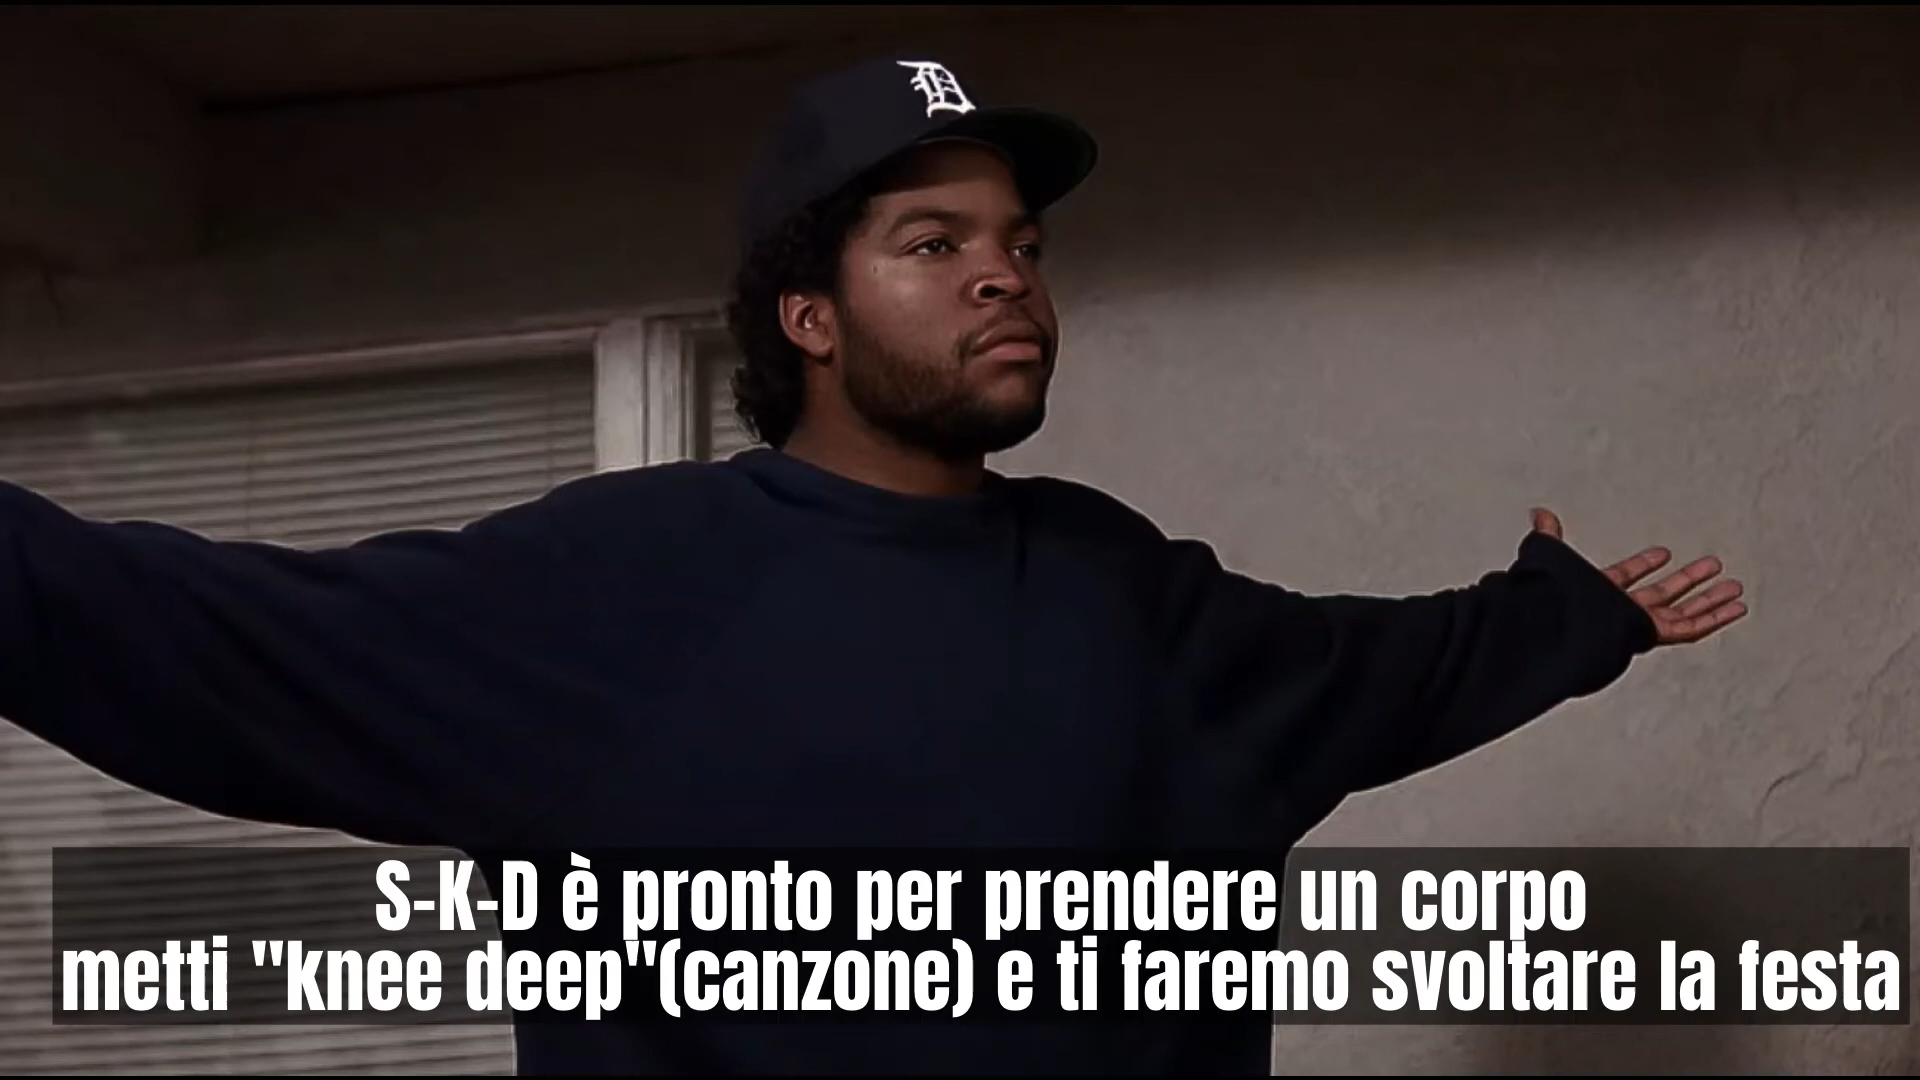 D
S-K-D è pronto per prendere un corpo
metti "knee deep"(canzone) e ti faremo svoltare la festa